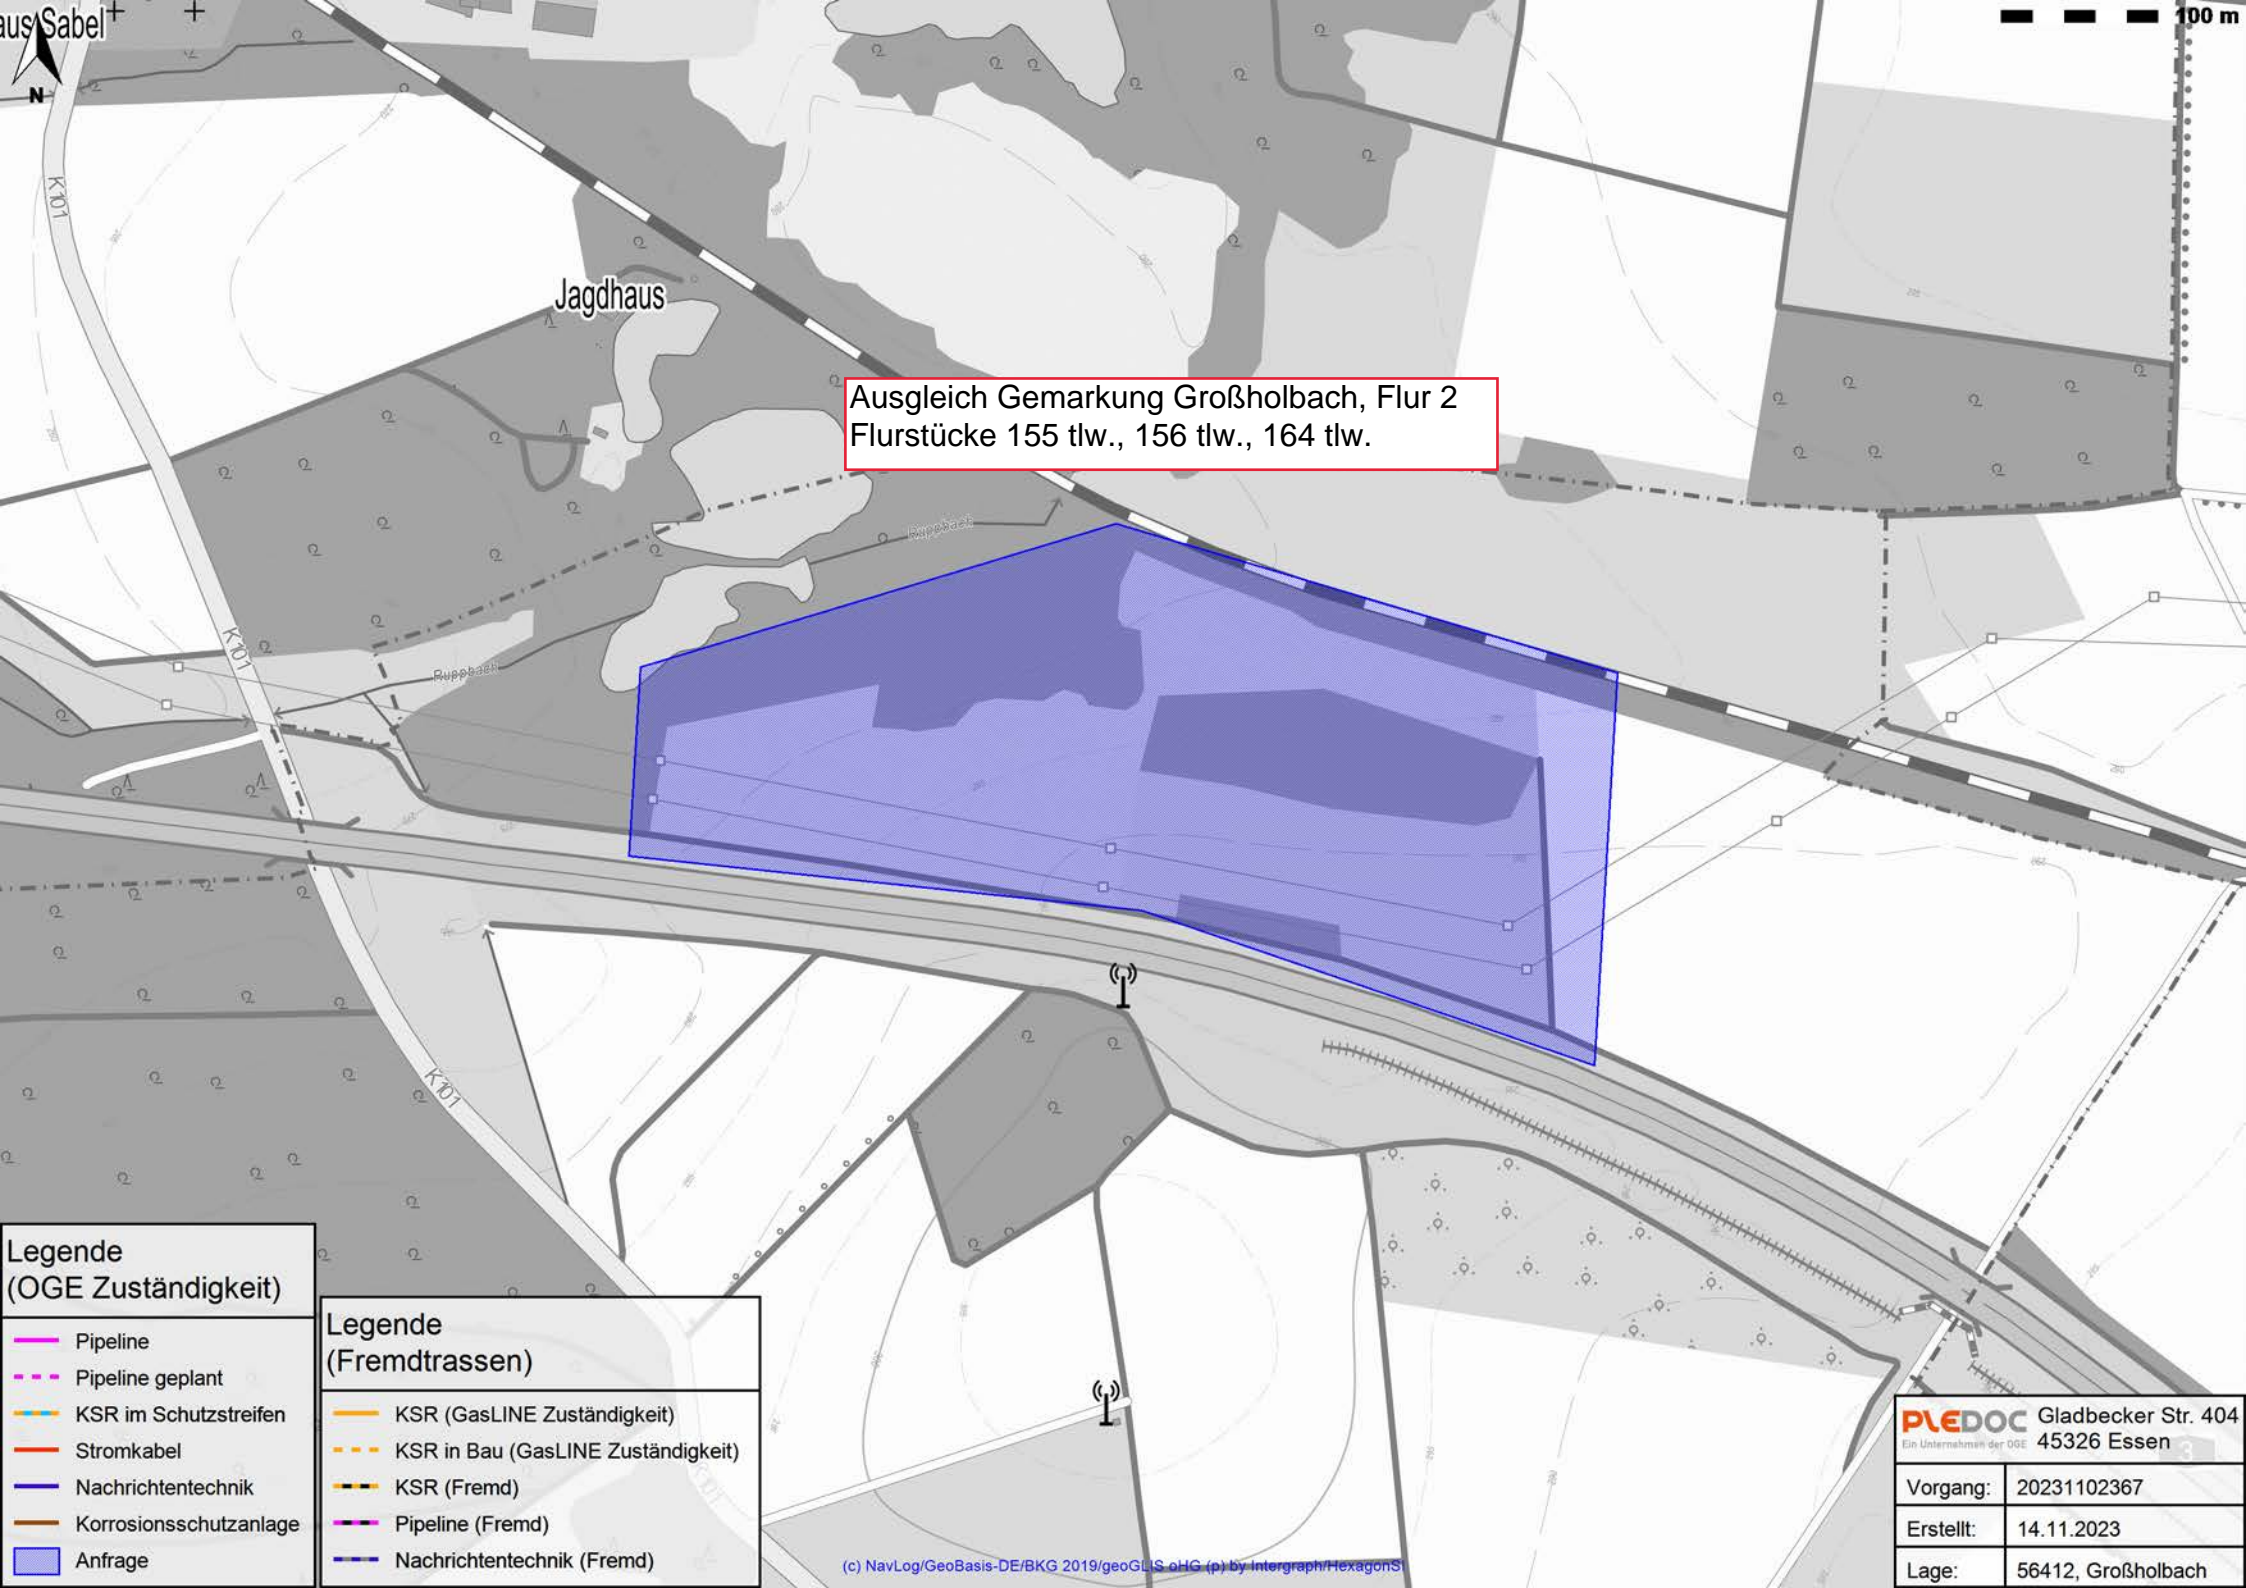 aus Sabel
N
100 m
K101
Jagdhaus
Ausgleich Gemarkung Großholbach, Flur 2
Flurstücke 155 tlw., 156 tlw., 164 tlw.
Ruppbach
K101
Ruppbach
K101
Legende
(OGE Zuständigkeit)
Pipeline
Pipeline geplant
KSR im Schutzstreifen
Stromkabel
Nachrichtentechnik
Korrosionsschutzanlage
Anfrage
Legende
(Fremdtrassen)
KSR (GasLINE Zuständigkeit)
KSR in Bau (GasLINE Zuständigkeit)
KSR (Fremd)
Pipeline (Fremd)
Nachrichtentechnik (Fremd)
(c) NavLog/GeoBasis-DE/BKG 2019/geoGLIS oHG (p) by Intergraph/HexagonSI
PLEDOC
Ein Unternehmen der OGE
Gladbecker Str. 404
45326 Essen
3
Vorgang: 20231102367
Erstellt: 14.11.2023
Lage: 56412, Großholbach